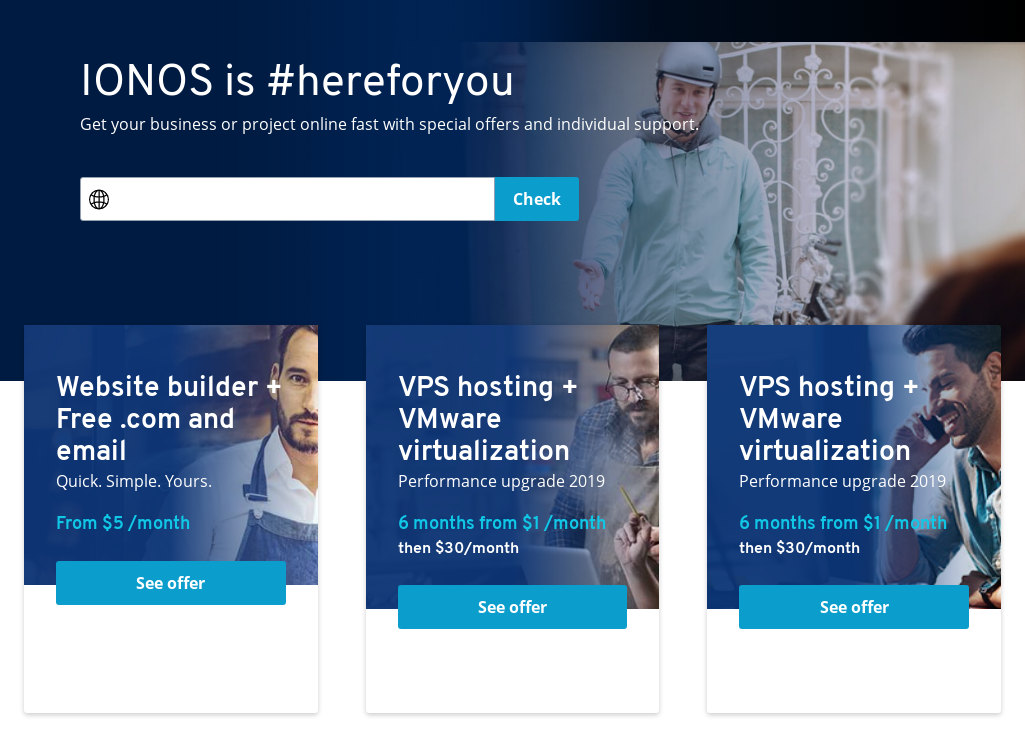 IONOS is #hereforyou
Get your business or project online fast with special offers and individual support.
Check
Website builder +
Free .com and
email
Quick. Simple. Yours.
From $5 /month
See offer
VPS hosting +
VMware
virtualization
Performance upgrade 2019
6 months from $1 /month
then $30/month
See offer
VPS hosting +
VMware
virtualization
Performance upgrade 2019
6 months from $1 /month
then $30/month
See offer